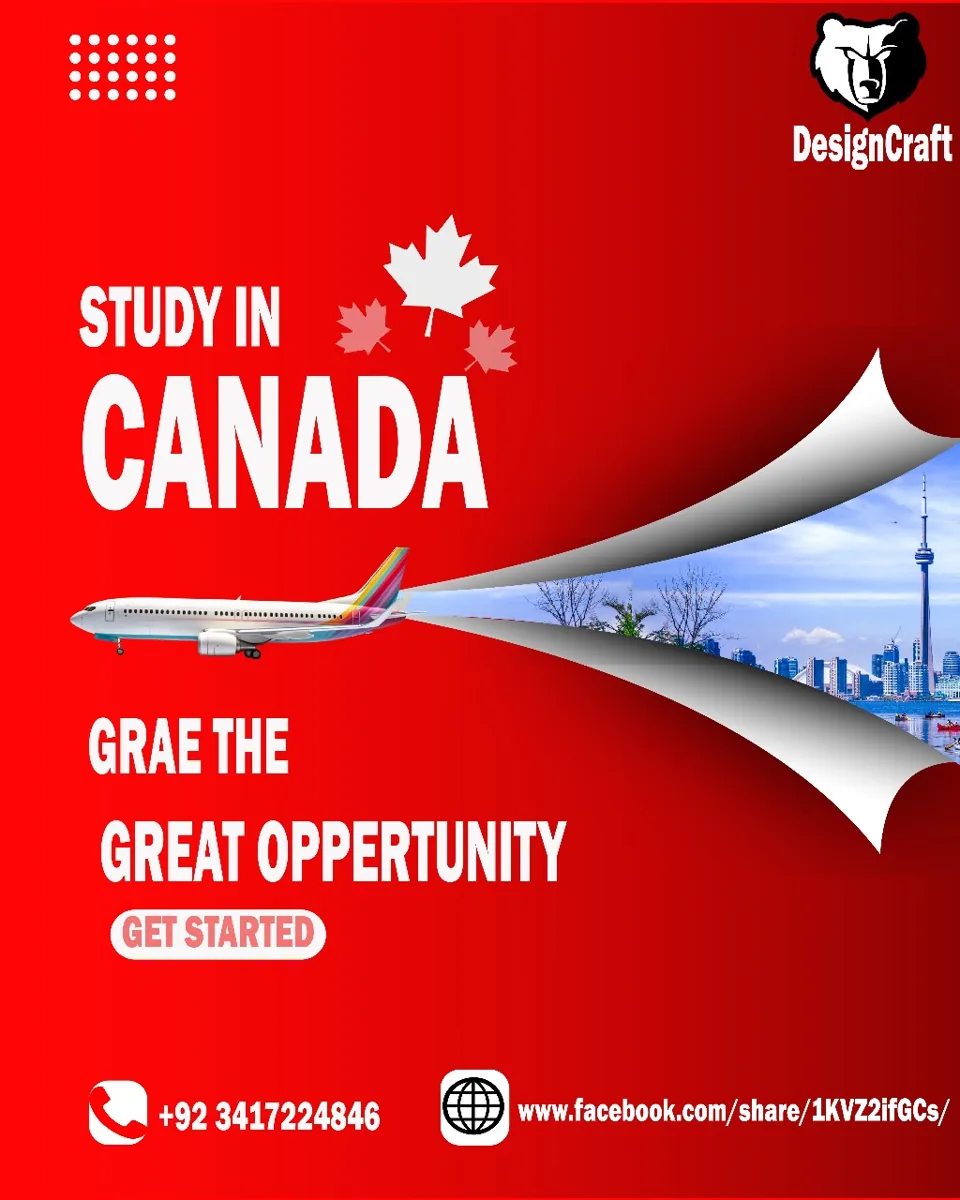 DesignCraft
STUDY IN
CANADA
GRAE THE
GREAT OPPERTUNITY
GET STARTED
+92 3417224846
www.facebook.com/share/1KVZ2ifGCs/